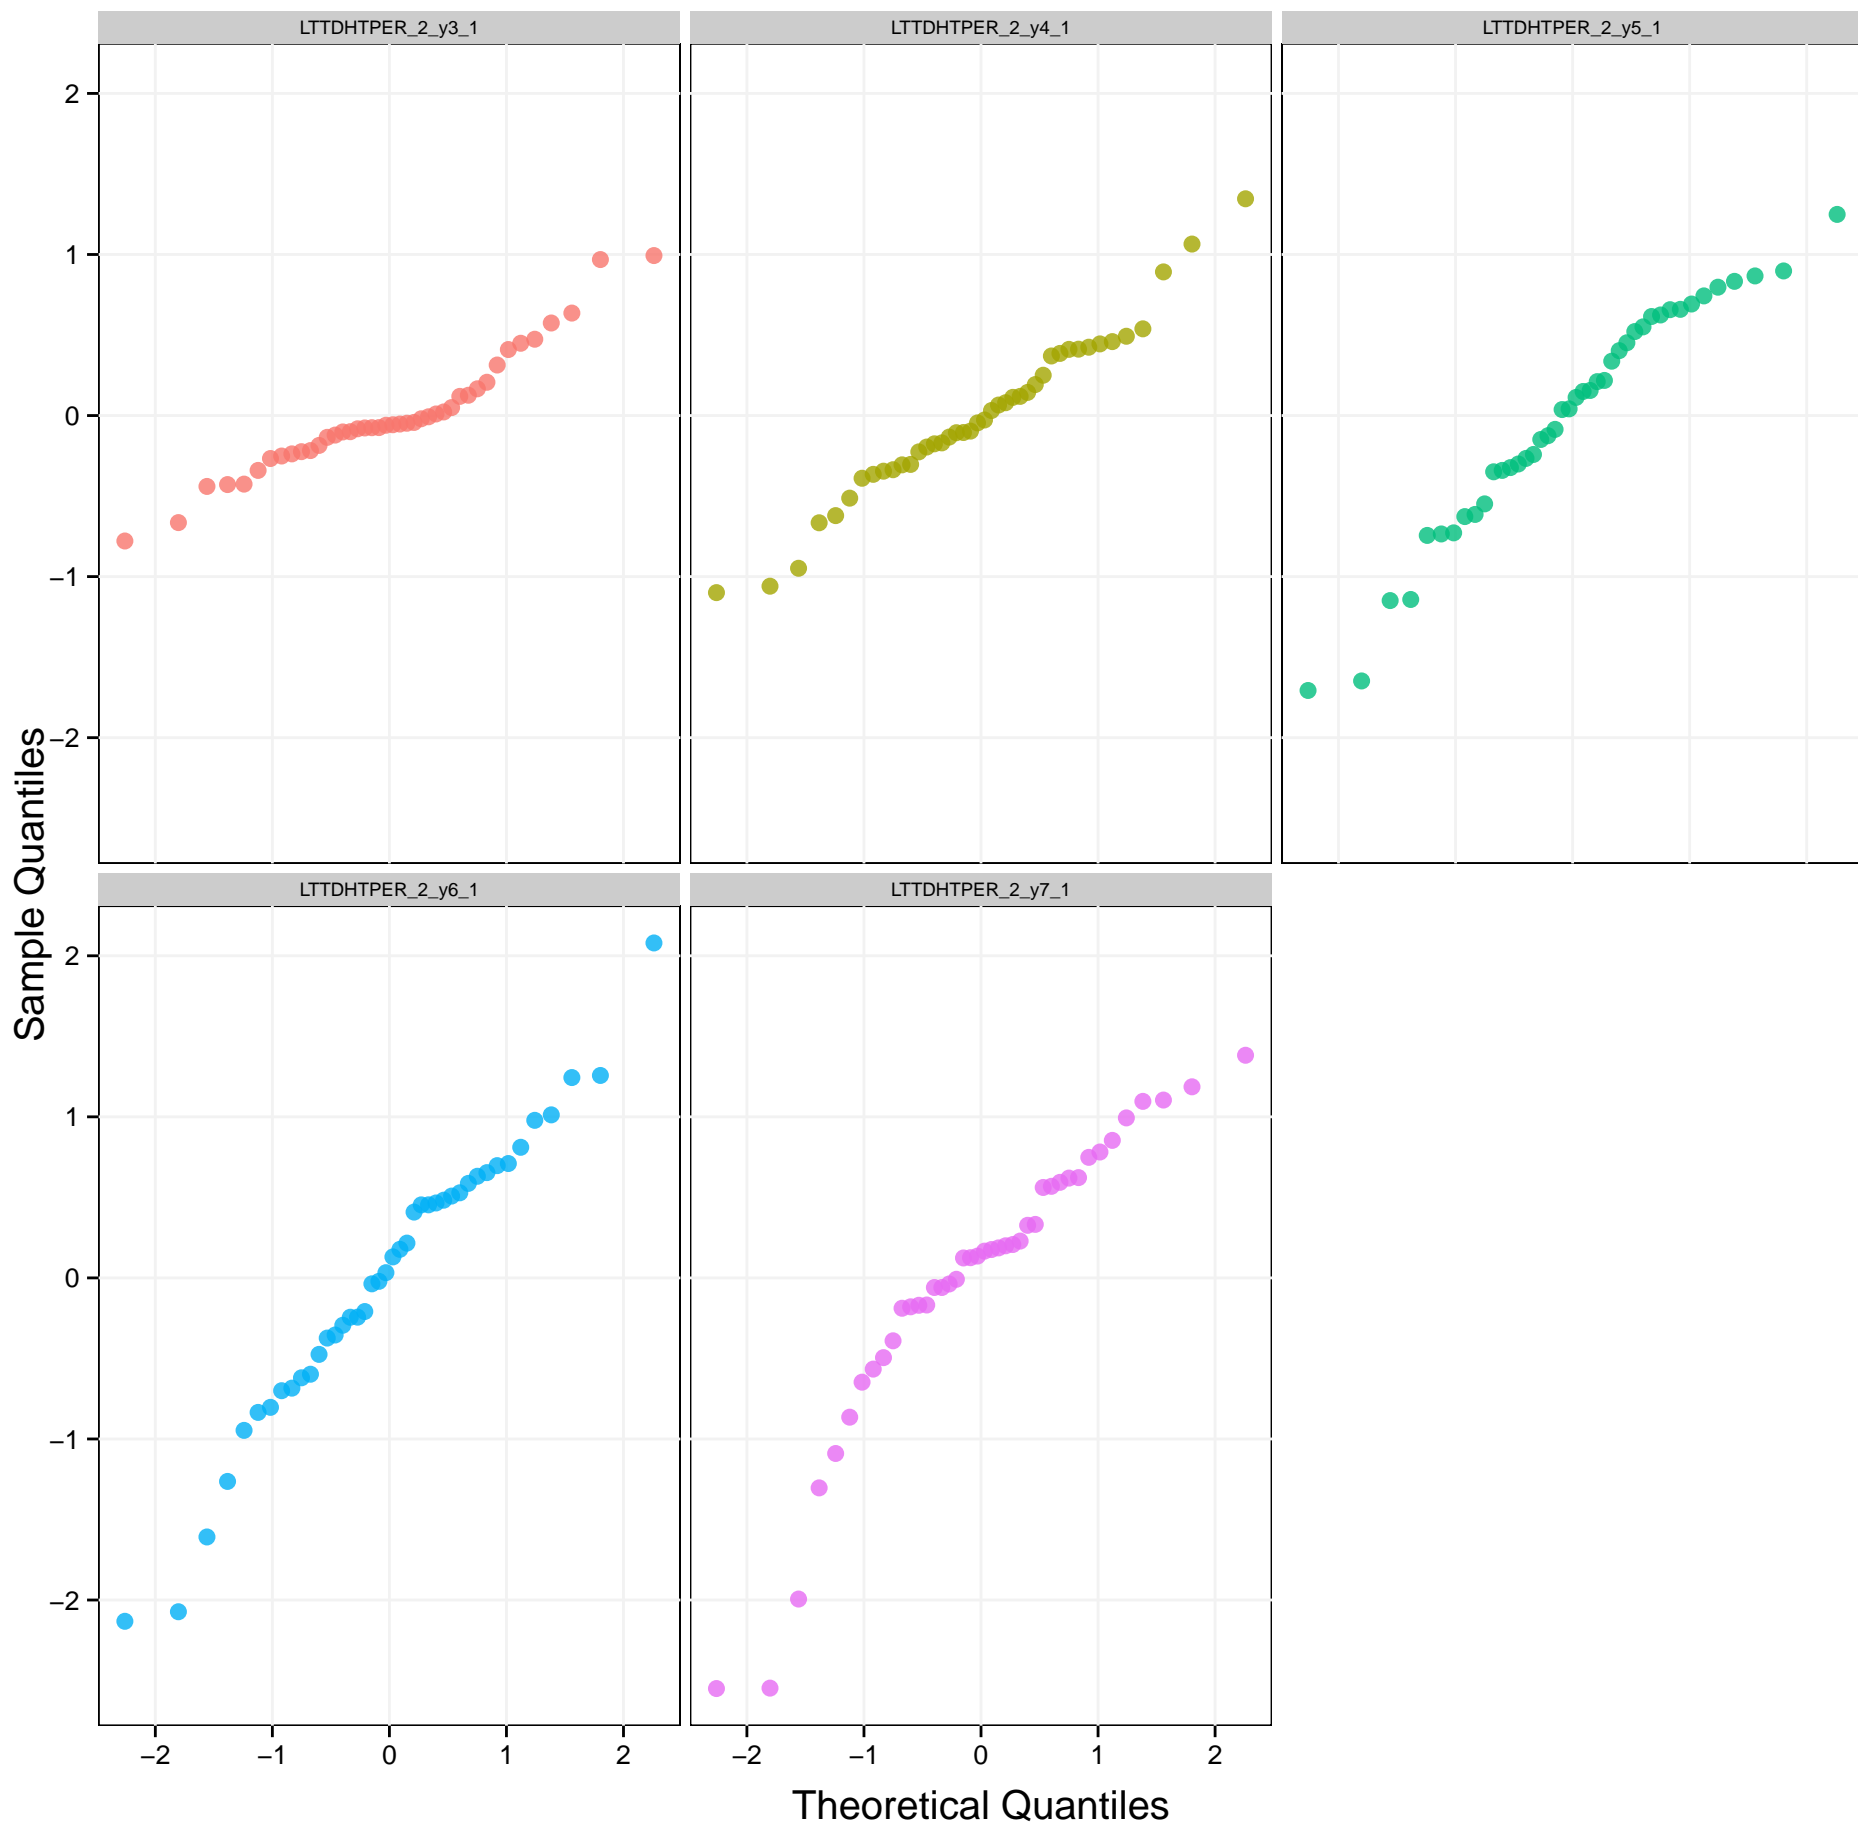 LTTDHTPER_2_y3_1
LTTDHTPER_2_y4_1
LTTDHTPER_2_y5_1
2
1
0
−1
−2
LTTDHTPER_2_y6_1
LTTDHTPER_2_y7_1
2
1
0
−1
−2
−2 −1 0 1 2
−2 −1 0 1 2
Theoretical Quantiles
Sample Quantiles